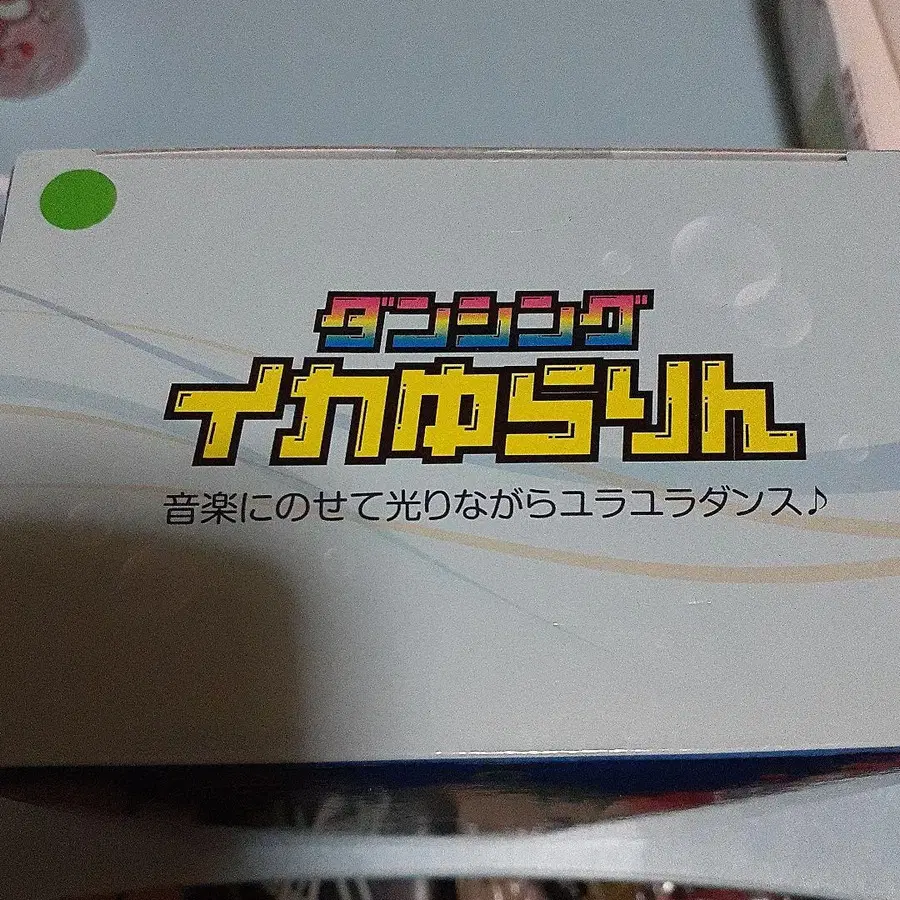 ダンシング
イカゆらりん
音楽にのせて光りながらユラユラダンス♪